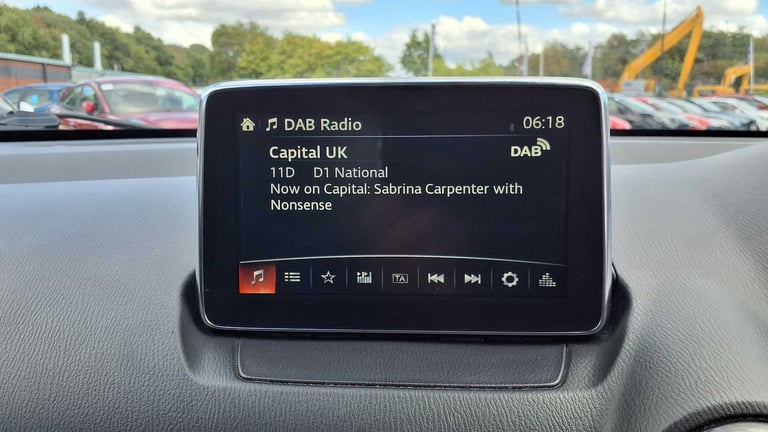 DAB Radio 06:18
Capital UK DAB
11D D1 National
Now on Capital: Sabrina Carpenter with
Nonsense
TA